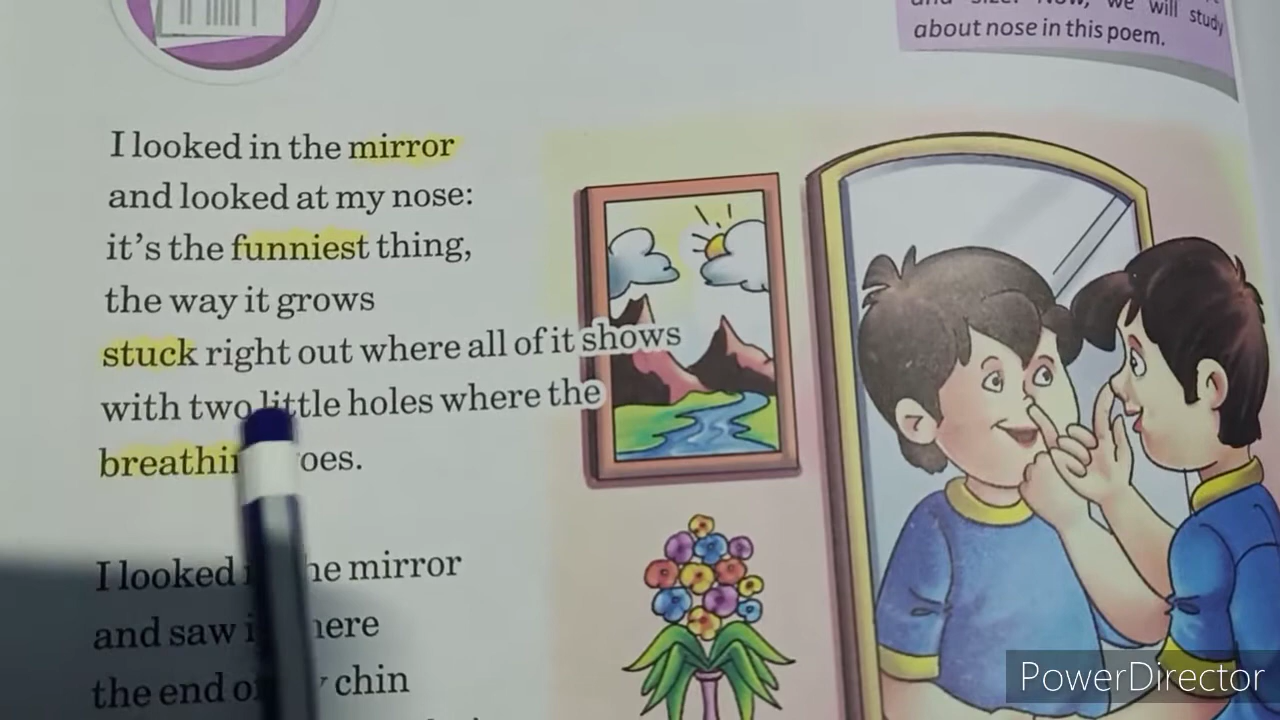 about nose in this poem.
we will study
I looked in the mirror
and looked at my nose:
it's the funniest thing,
the way it grows
stuck right out where all of it shows
with two little holes where the
I looked he mirror
and saw here
the end chin
PowerDirector